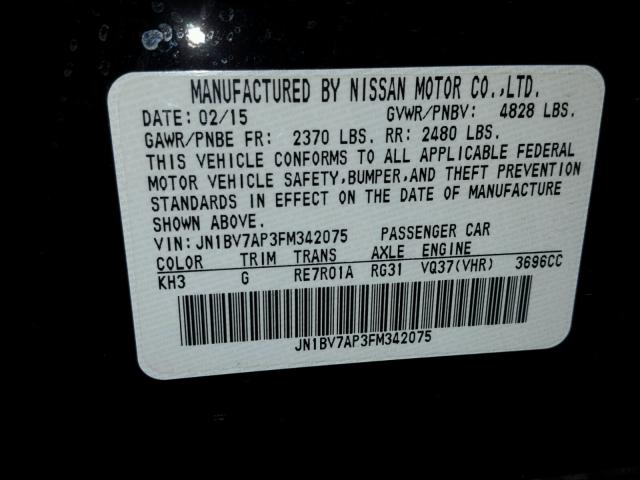 MANUFACTURED BY NISSAN MOTOR CO.,LTD.
DATE: 02/15 GVWR/PNBV: 4828 LBS.
GAWR/PNBE FR: 2370 LBS. RR: 2480 LBS.
THIS VEHICLE CONFORMS TO ALL APPLICABLE FEDERAL
MOTOR VEHICLE SAFETY,BUMPER,AND THEFT PREVENTION
STANDARDS IN EFFECT ON THE DATE OF MANUFACTURE
SHOWN ABOVE.
VIN: JN1BV7AP3FM342075 PASSENGER CAR
COLOR TRIM TRANS AXLE ENGINE
KH3 G RE7R01A RG31 VQ37(VHR) 3696CC
JN1BV7AP3FM342075